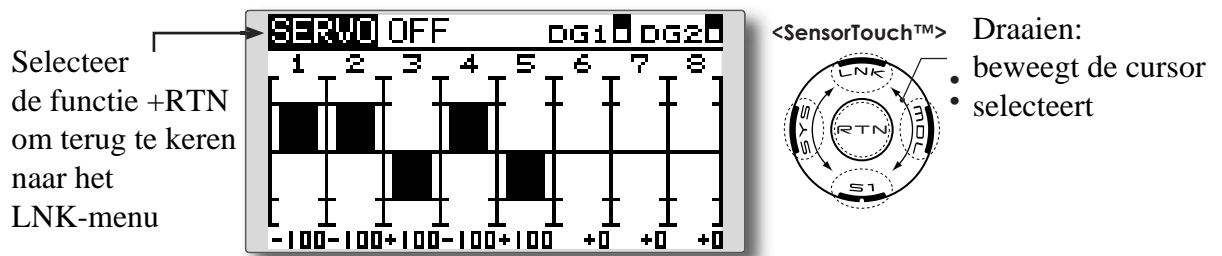 Selecteer
de functie +RTN
om terug te keren
naar het
LNK-menu
SERVO OFF DG1 DG2
1 2 3 4 5 6 7 8
-100 -100 +100 -100 +100 +0 +0 +0
<SensorTouch™>
LNK
SYS
RTN
MDL
S1
Draaien:
• beweegt de cursor
• selecteert